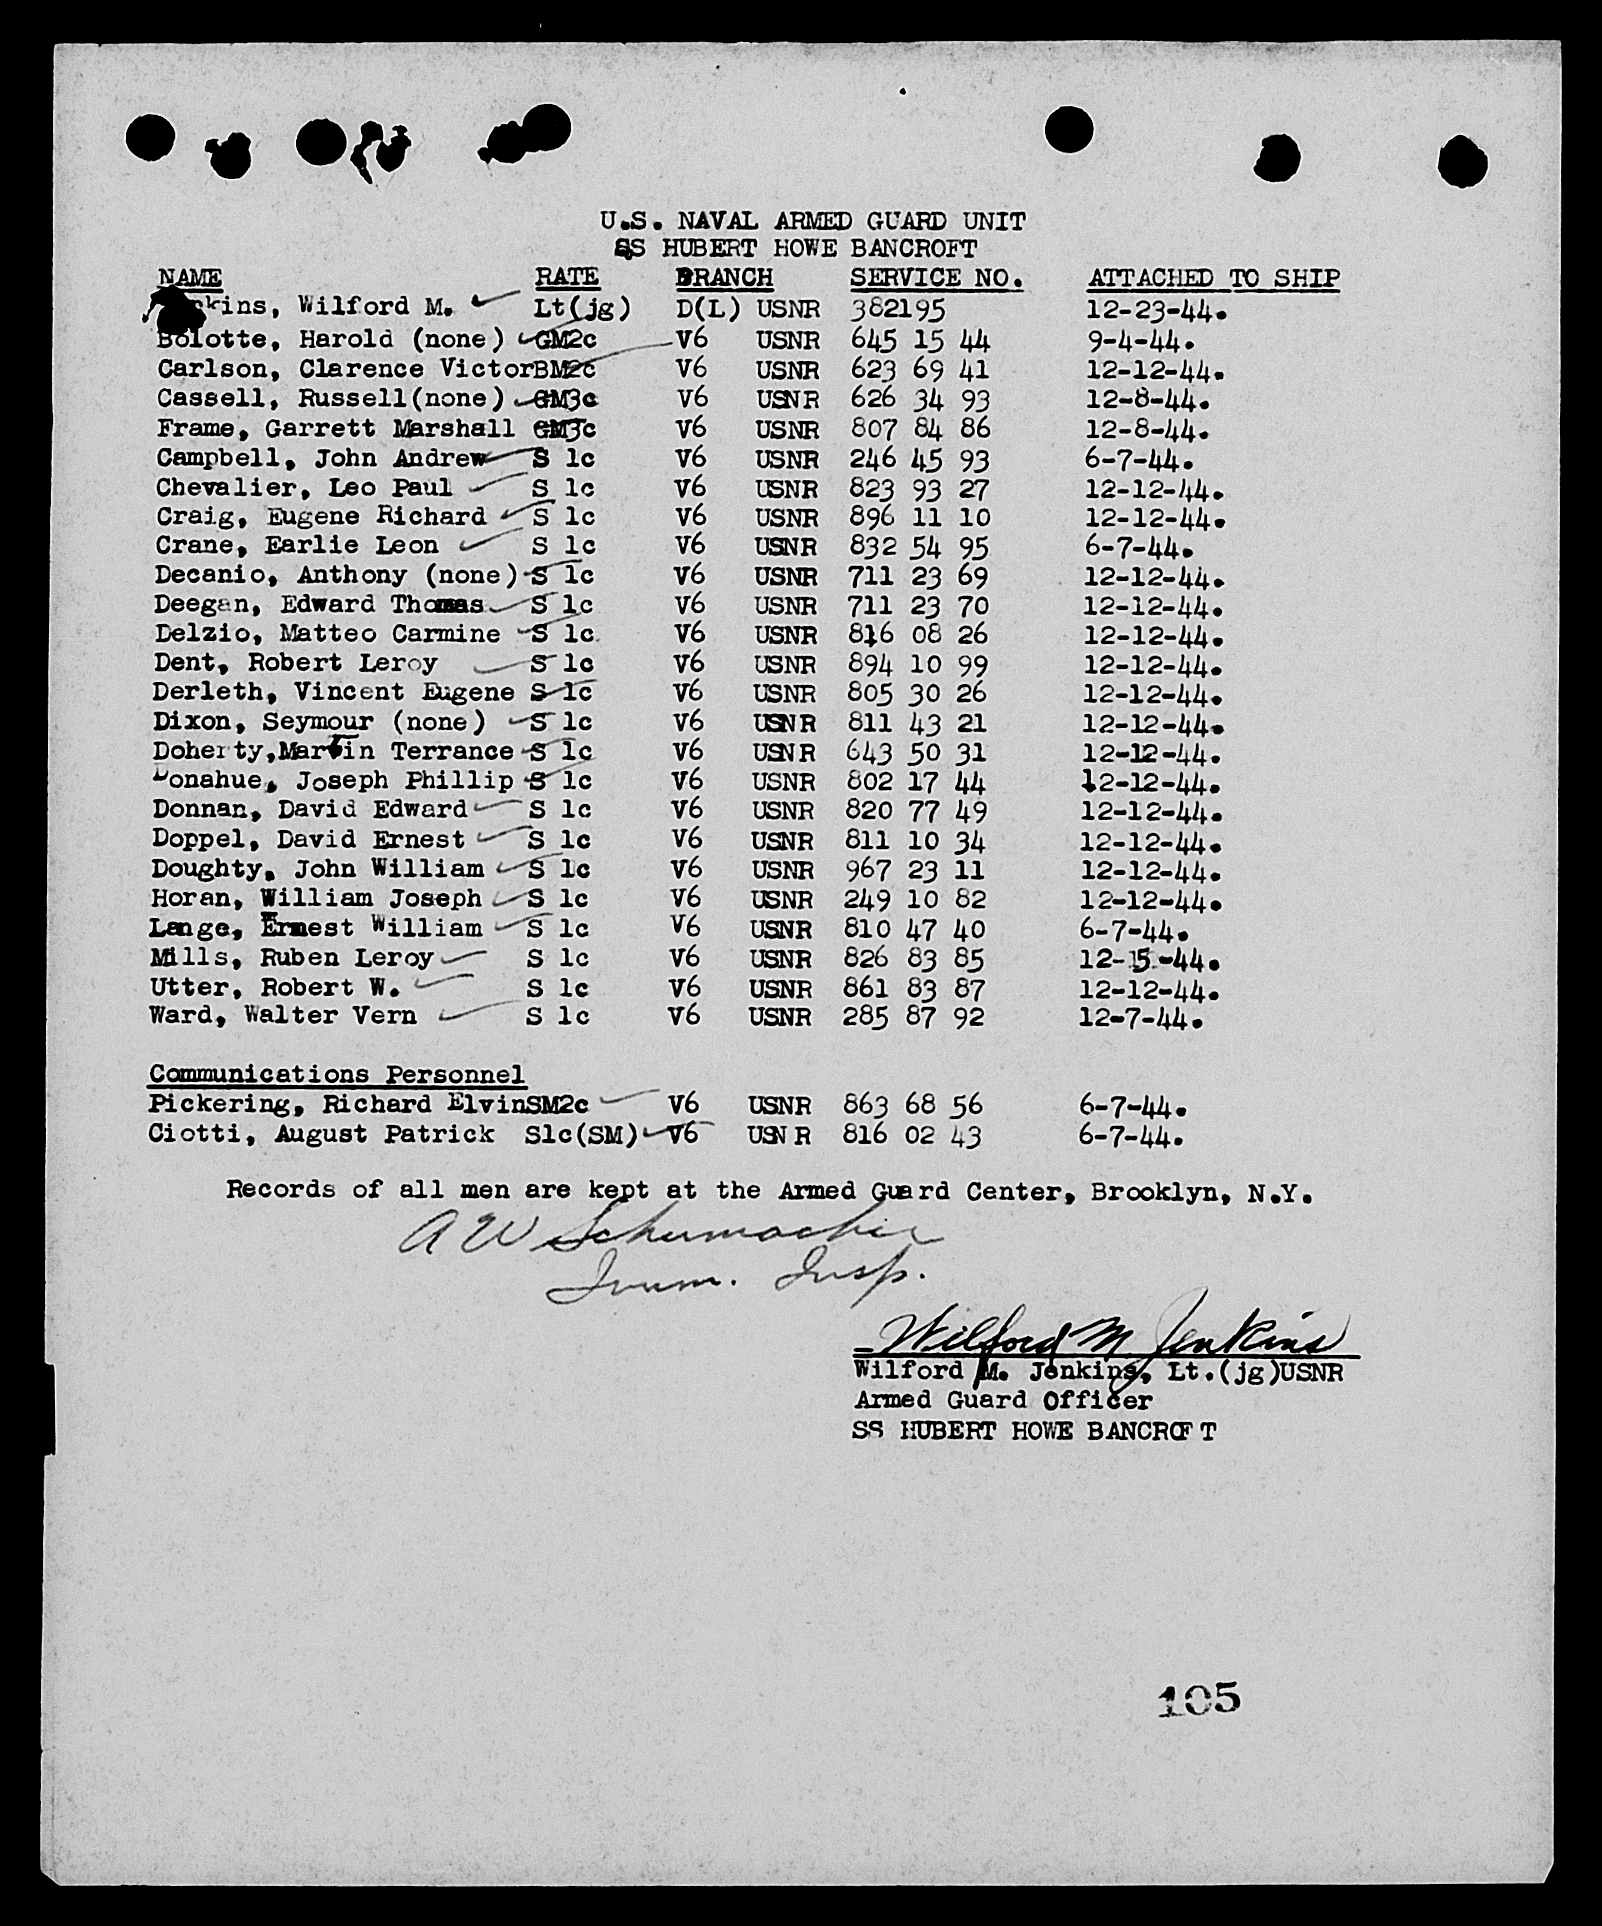 U.S. NAVAL ARMED GUARD UNIT
SS HUBERT HOWE BANCROFT
NAME RATE BRANCH SERVICE NO. ATTACHED TO SHIP
kins, Wilford M. Lt(jg) D(L) USNR 382195 12-23-44.
Bolotte, Harold (none) GM2c V6 USNR 645 15 44 9-4-44.
Carlson, Clarence Victor BM2c V6 USNR 623 69 41 12-12-44.
Cassell, Russell(none) GM3c V6 USNR 626 34 93 12-8-44.
Frame, Garrett Marshall GM3c V6 USNR 807 84 86 12-8-44.
Campbell, John Andrew S 1c V6 USNR 246 45 93 6-7-44.
Chevalier, Leo Paul S 1c V6 USNR 823 93 27 12-12-44.
Craig, Eugene Richard S 1c V6 USNR 896 11 10 12-12-44.
Crane, Earlie Leon S 1c V6 USNR 832 54 95 6-7-44.
Decanio, Anthony (none) S 1c V6 USNR 711 23 69 12-12-44.
Deegan, Edward Thomas S 1c V6 USNR 711 23 70 12-12-44.
Delzio, Matteo Carmine S 1c. V6 USNR 816 08 26 12-12-44.
Dent, Robert Leroy S 1c V6 USNR 894 10 99 12-12-44.
Derleth, Vincent Eugene S 1c V6 USNR 805 30 26 12-12-44.
Dixon, Seymour (none) S 1c V6 USNR 811 43 21 12-12-44.
Doherty,Martin Terrance S 1c V6 USNR 643 50 31 12-12-44.
Donahue, Joseph Phillip S 1c V6 USNR 802 17 44 12-12-44.
Donnan, David Edward S 1c V6 USNR 820 77 49 12-12-44.
Doppel, David Ernest S 1c V6 USNR 811 10 34 12-12-44.
Doughty, John William S 1c V6 USNR 967 23 11 12-12-44.
Horan, William Joseph S 1c V6 USNR 249 10 82 12-12-44.
Lange, Ernest William S 1c V6 USNR 810 47 40 6-7-44.
Mills, Ruben Leroy S 1c V6 USNR 826 83 85 12-15-44.
Utter, Robert W. S 1c V6 USNR 861 83 87 12-12-44.
Ward, Walter Vern S 1c V6 USNR 285 87 92 12-7-44.
Communications Personnel
Pickering, Richard Elvin SM2c V6 USNR 863 68 56 6-7-44.
Ciotti, August Patrick S1c(SM) V6 USNR 816 02 43 6-7-44.
Records of all men are kept at the Armed Guard Center, Brooklyn, N.Y.
A W Schumacher
Imm. Insp.
Wilford M Jenkins
Wilford M. Jenkins, Lt.(jg)USNR
Armed Guard Officer
SS HUBERT HOWE BANCROFT
105